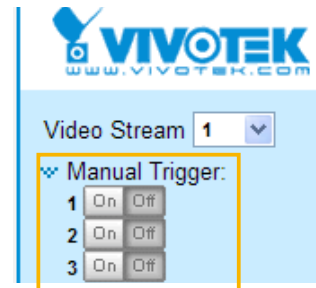 VIVOTEK
www.vivotek.com
Video Stream 1
Manual Trigger:
1 On Off
2 On Off
3 On Off